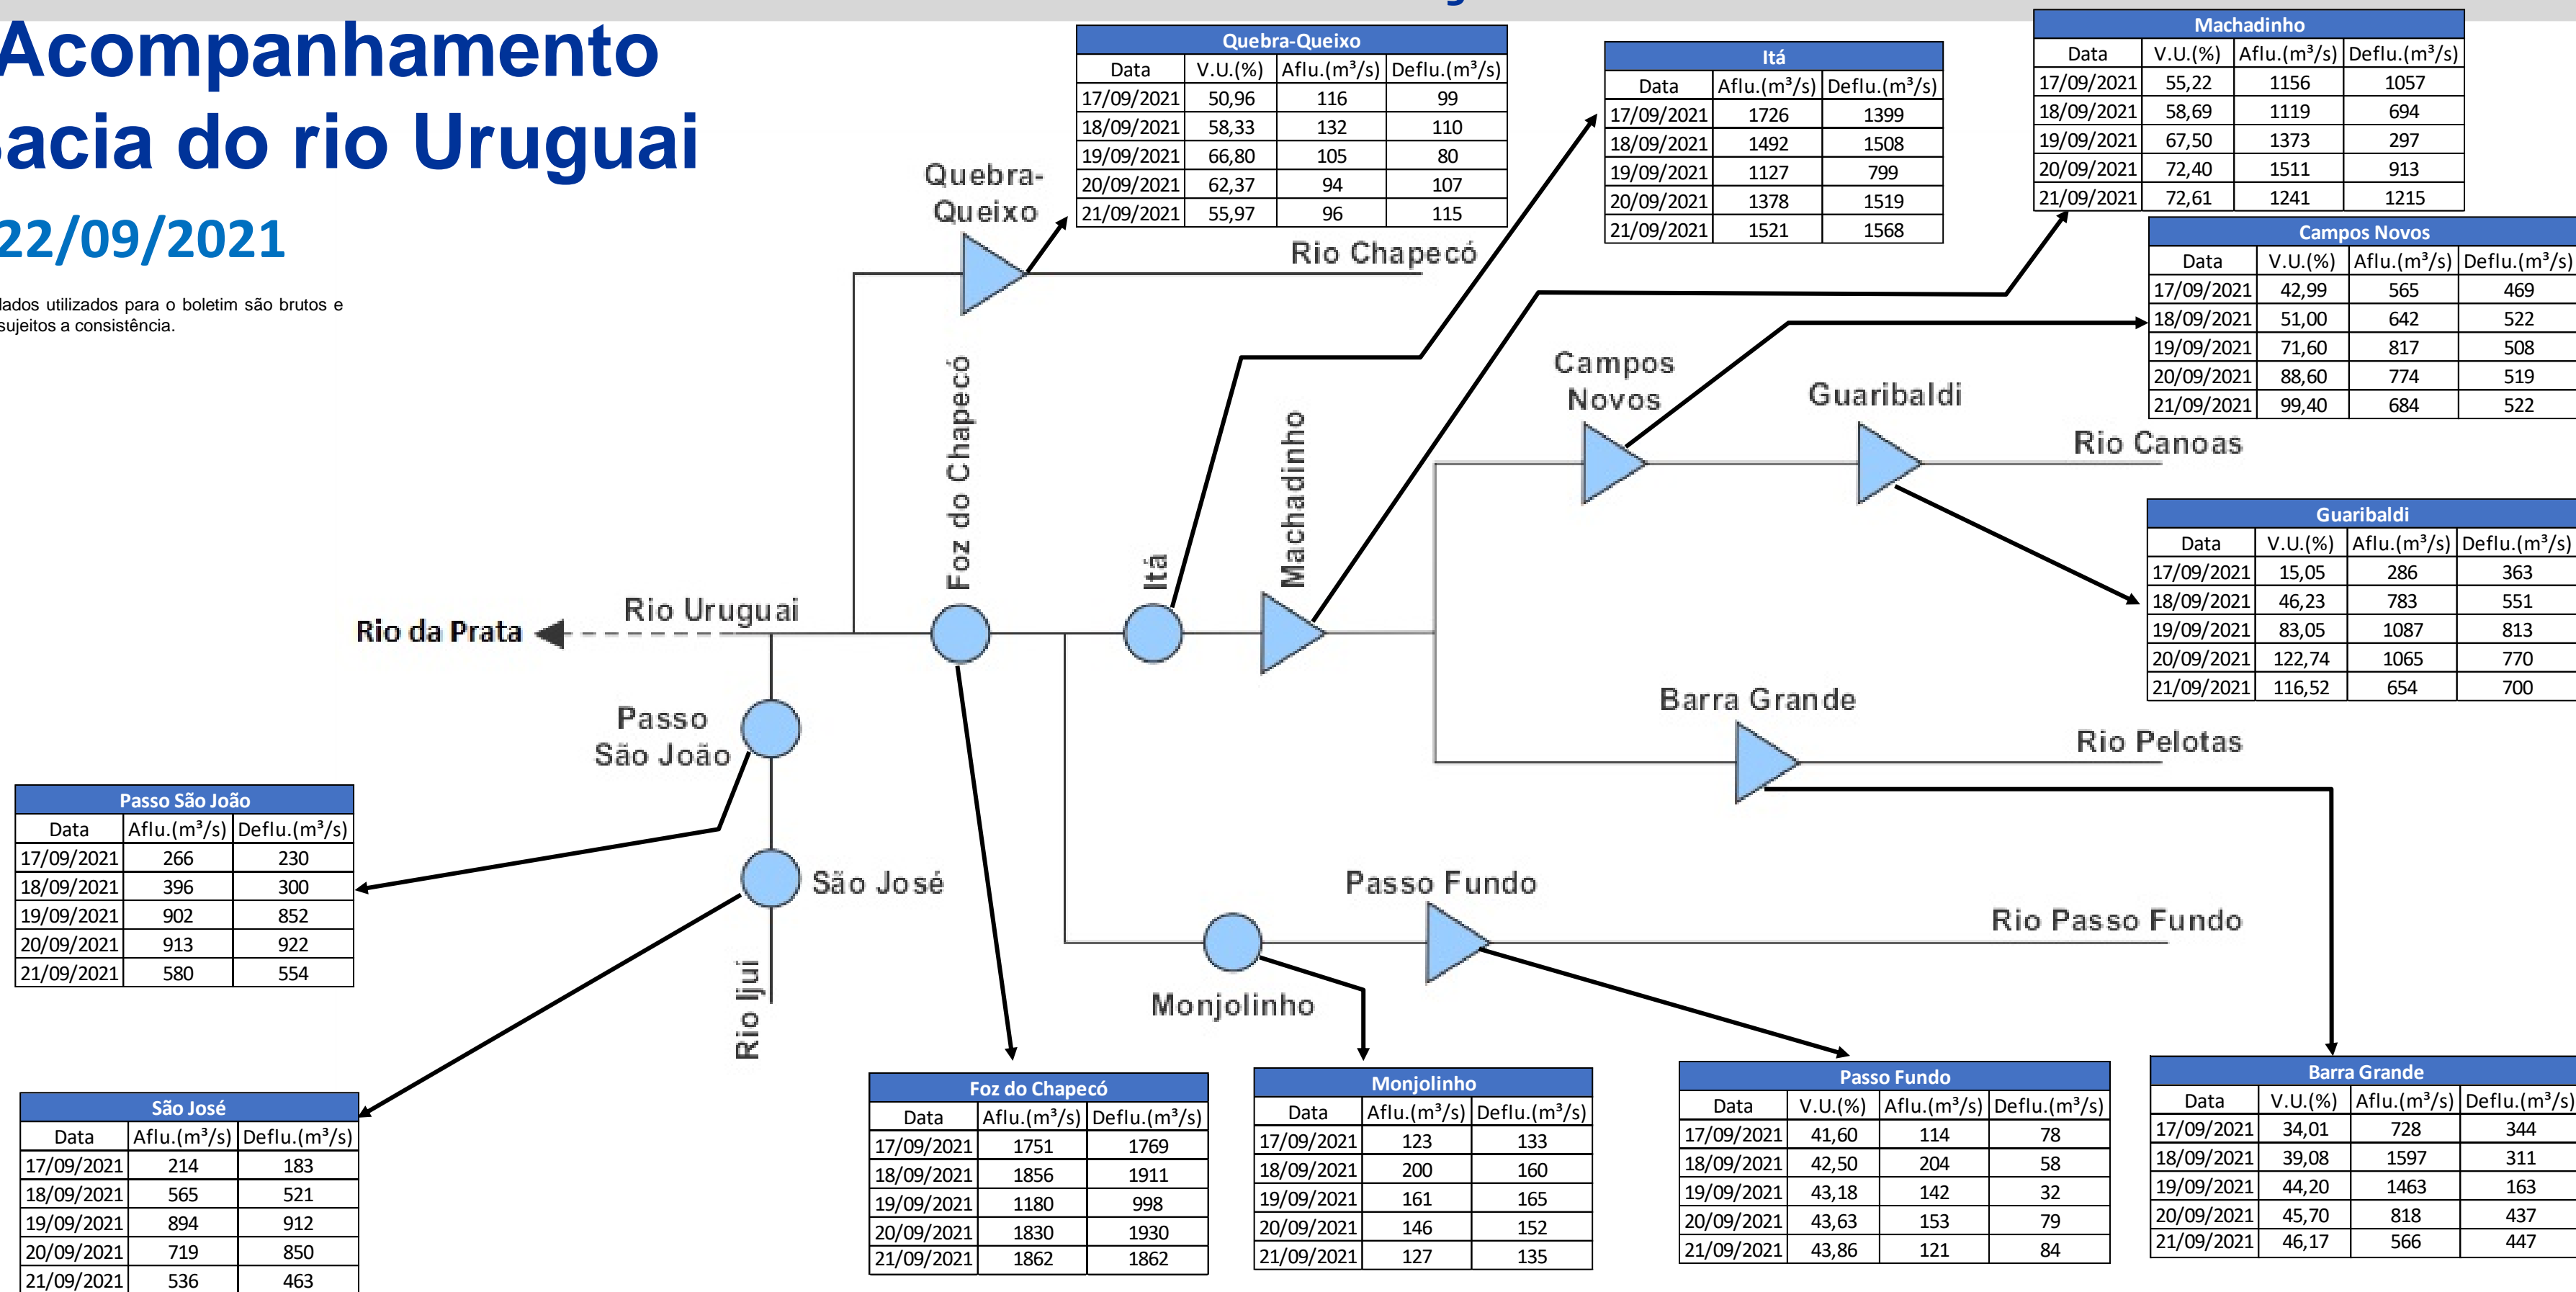 Acompanhamento
acia do rio Uruguai
22/09/2021
dados utilizados para o boletim são brutos e
sujeitos a consistência.
Quebra-Queixo
Data V.U.(%) Aflu.(m³/s) Deflu.(m³/s)
17/09/2021 50,96 116 99
18/09/2021 58,33 132 110
19/09/2021 66,80 105 80
20/09/2021 62,37 94 107
21/09/2021 55,97 96 115
Itá
Data Aflu.(m³/s) Deflu.(m³/s)
17/09/2021 1726 1399
18/09/2021 1492 1508
19/09/2021 1127 799
20/09/2021 1378 1519
21/09/2021 1521 1568
Machadinho
Data V.U.(%) Aflu.(m³/s) Deflu.(m³/s)
17/09/2021 55,22 1156 1057
18/09/2021 58,69 1119 694
19/09/2021 67,50 1373 297
20/09/2021 72,40 1511 913
21/09/2021 72,61 1241 1215
Campos Novos
Data V.U.(%) Aflu.(m³/s) Deflu.(m³/s)
17/09/2021 42,99 565 469
18/09/2021 51,00 642 522
19/09/2021 71,60 817 508
20/09/2021 88,60 774 519
21/09/2021 99,40 684 522
Quebra-
Queixo
Rio Chapecó
Foz do Chapecó
Itá
Machadinho
Campos
Novos
Guaribaldi
Rio Canoas
Guaribaldi
Data V.U.(%) Aflu.(m³/s) Deflu.(m³/s)
17/09/2021 15,05 286 363
18/09/2021 46,23 783 551
19/09/2021 83,05 1087 813
20/09/2021 122,74 1065 770
21/09/2021 116,52 654 700
Rio da Prata
Rio Uruguai
Barra Grande
Rio Pelotas
Passo
São João
São José
Rio Ijui
Passo Fundo
Rio Passo Fundo
Monjolinho
Passo São João
Data Aflu.(m³/s) Deflu.(m³/s)
17/09/2021 266 230
18/09/2021 396 300
19/09/2021 902 852
20/09/2021 913 922
21/09/2021 580 554
São José
Data Aflu.(m³/s) Deflu.(m³/s)
17/09/2021 214 183
18/09/2021 565 521
19/09/2021 894 912
20/09/2021 719 850
21/09/2021 536 463
Foz do Chapecó
Data Aflu.(m³/s) Deflu.(m³/s)
17/09/2021 1751 1769
18/09/2021 1856 1911
19/09/2021 1180 998
20/09/2021 1830 1930
21/09/2021 1862 1862
Monjolinho
Data Aflu.(m³/s) Deflu.(m³/s)
17/09/2021 123 133
18/09/2021 200 160
19/09/2021 161 165
20/09/2021 146 152
21/09/2021 127 135
Passo Fundo
Data V.U.(%) Aflu.(m³/s) Deflu.(m³/s)
17/09/2021 41,60 114 78
18/09/2021 42,50 204 58
19/09/2021 43,18 142 32
20/09/2021 43,63 153 79
21/09/2021 43,86 121 84
Barra Grande
Data V.U.(%) Aflu.(m³/s) Deflu.(m³/s)
17/09/2021 34,01 728 344
18/09/2021 39,08 1597 311
19/09/2021 44,20 1463 163
20/09/2021 45,70 818 437
21/09/2021 46,17 566 447